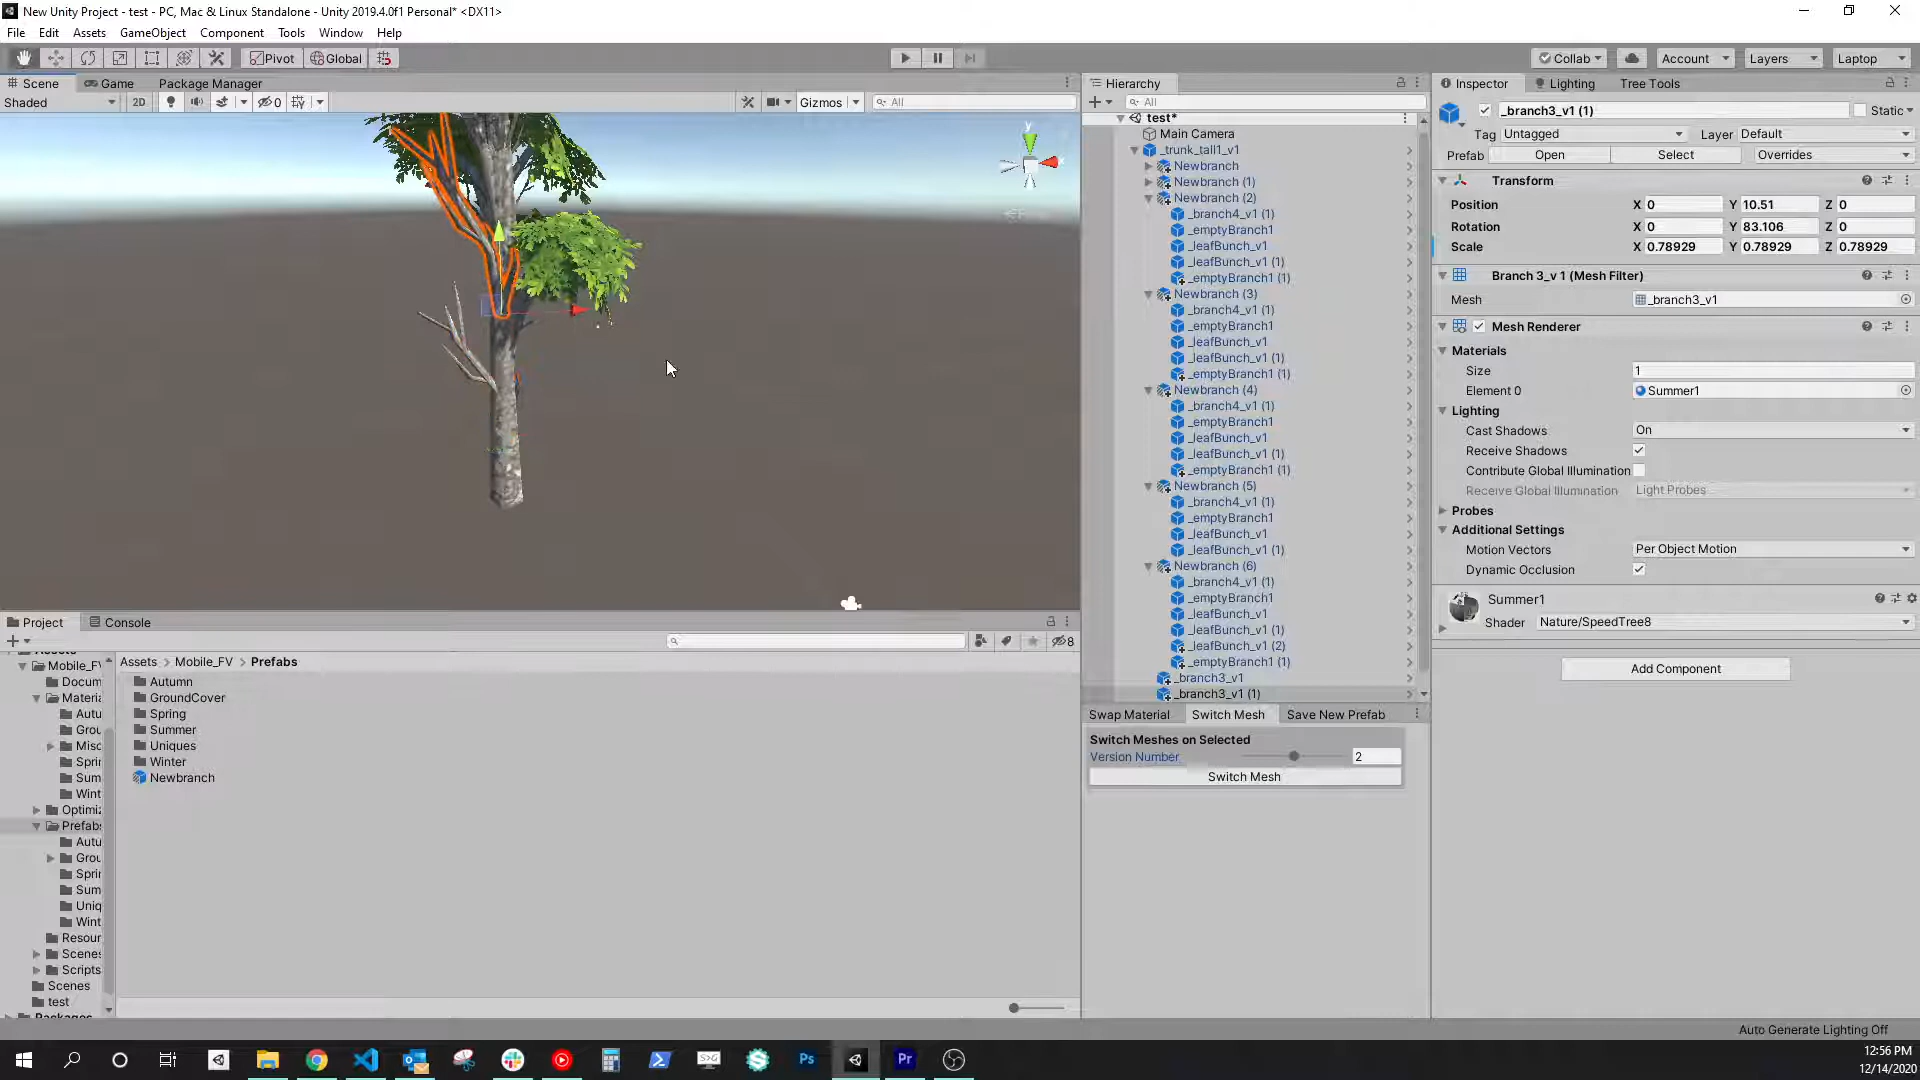 New Unity Project - test - PC, Mac & Linux Standalone - Unity 2019.4.0f1 Personal* <DX11>
File Edit Assets GameObject Component Tools Window Help
Pivot Global Collab Account Layers Laptop
Scene Game Package Manager
Shaded 2D 0 Gizmos All
Hierarchy
All
test*
Main Camera
_trunk_tall1_v1
Newbranch
Newbranch (1)
Newbranch (2)
_branch4_v1 (1)
_emptyBranch1
_leafBunch_v1
_leafBunch_v1 (1)
_emptyBranch1 (1)
Newbranch (3)
_branch4_v1 (1)
_emptyBranch1
_leafBunch_v1
_leafBunch_v1 (1)
_emptyBranch1 (1)
Newbranch (4)
_branch4_v1 (1)
_emptyBranch1
_leafBunch_v1
_leafBunch_v1 (1)
_emptyBranch1 (1)
Newbranch (5)
_branch4_v1 (1)
_emptyBranch1
_leafBunch_v1
_leafBunch_v1 (1)
Newbranch (6)
_branch4_v1 (1)
_emptyBranch1
_leafBunch_v1
_leafBunch_v1 (1)
_leafBunch_v1 (2)
_emptyBranch1 (1)
_branch3_v1
_branch3_v1 (1)
Swap Material Switch Mesh Save New Prefab
Switch Meshes on Selected
Version Number 2
Switch Mesh
Inspector Lighting Tree Tools
_branch3_v1 (1) Static
Tag Untagged Layer Default
Prefab Open Select Overrides
Transform
Position X 0 Y 10.51 Z 0
Rotation X 0 Y 83.106 Z 0
Scale X 0.78929 Y 0.78929 Z 0.78929
Branch 3_v 1 (Mesh Filter)
Mesh _branch3_v1
Mesh Renderer
Materials
Size 1
Element 0 Summer1
Lighting
Cast Shadows On
Receive Shadows
Contribute Global Illumination
Receive Global Illumination Light Probes
Probes
Additional Settings
Motion Vectors Per Object Motion
Dynamic Occlusion
Summer1
Shader Nature/SpeedTree8
Add Component
Project Console
8
Mobile_FV
Docum
Materia
Autu
Grou
Misc
Sprin
Sum
Wint
Optimiz
Prefabs
Autu
Grou
Sprin
Sum
Uniq
Wint
Resour
Scenes
Scripts
Scenes
test
Packages
Assets > Mobile_FV > Prefabs
Autumn
GroundCover
Spring
Summer
Uniques
Winter
Newbranch
Auto Generate Lighting Off
Ps Pr
12:56 PM
12/14/2020